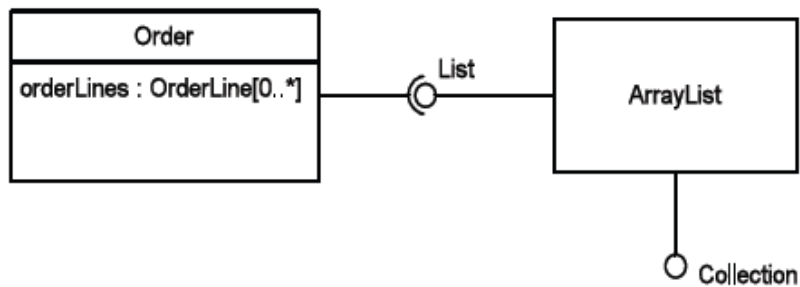 Order
orderLines : OrderLine[0..*]
List
ArrayList
Collection